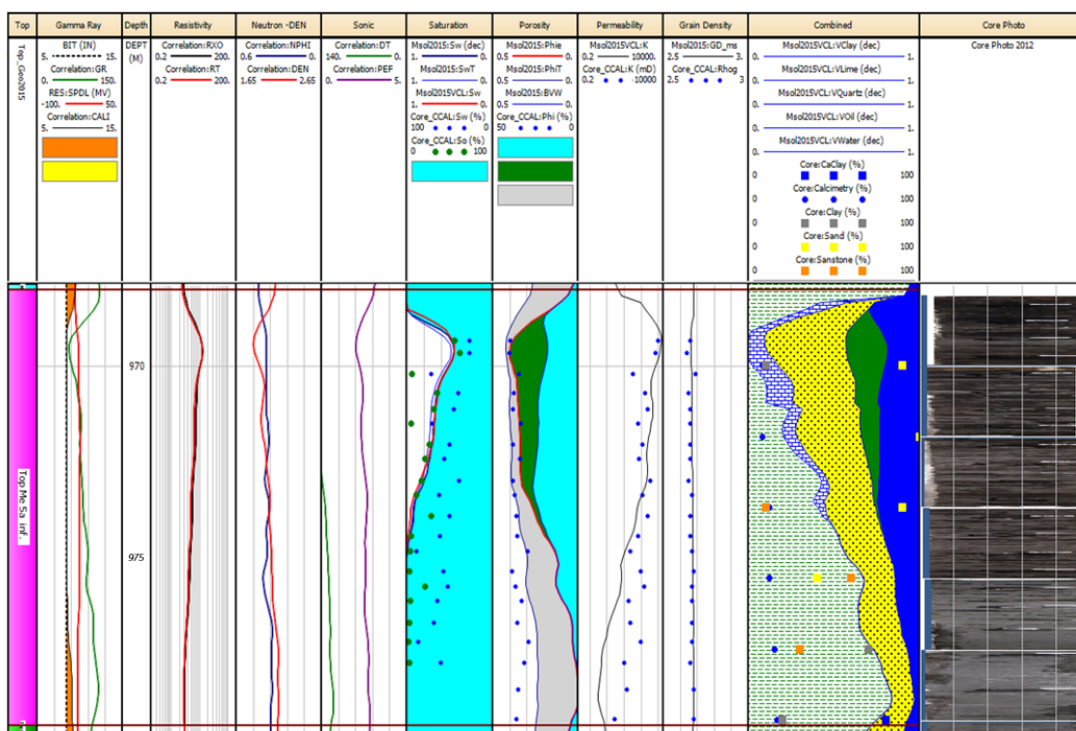 Top
Gamma Ray
Depth
Resistivity
Neutron -DEN
Sonic
Saturation
Porosity
Permeability
Grain Density
Combined
Core Photo
Top_Geol2015
BIT (IN)
5. 15.
Correlation:GR
0. 150.
RES:SPDL (MV)
-100. 50.
Correlation:CALI
5. 15.
DEPT
(M)
Correlation:RXO
0.2 200.
Correlation:RT
0.2 200.
Correlation:NPHI
0.6 0.
Correlation:DEN
1.65 2.65
Correlation:DT
140. 0.
Correlation:PEF
0. 5.
Msol2015:Sw (dec)
1. 0.
Msol2015:SwT
1. 0.
Msol2015VCL:Sw
1. 0.
Core_CCAL:Sw (%)
100 0
Core_CCAL:So (%)
0 100
Msol2015:Phie
0.5 0.
Msol2015:PhiT
0.5 0.
Msol2015:BVW
0.5 0.
Core_CCAL:Phi (%)
50 0
Msol2015VCL:K
0.2 10000.
Core_CCAL:K (mD)
0.2 -10000
Msol2015:GD_ms
2.5 3.
Core_CCAL:Rhog
2.5 3
Msol2015VCL:VClay (dec)
0. 1.
Msol2015VCL:VLime (dec)
0. 1.
Msol2015VCL:VQuartz (dec)
0. 1.
Msol2015VCL:VOil (dec)
0. 1.
Msol2015VCL:VWater (dec)
0. 1.
Core:CaClay (%)
0 100
Core:Calcimetry (%)
0 100
Core:Clay (%)
0 100
Core:Sand (%)
0 100
Core:Sanstone (%)
0 100
Core Photo 2012
Top Me 5a inf.
970
975